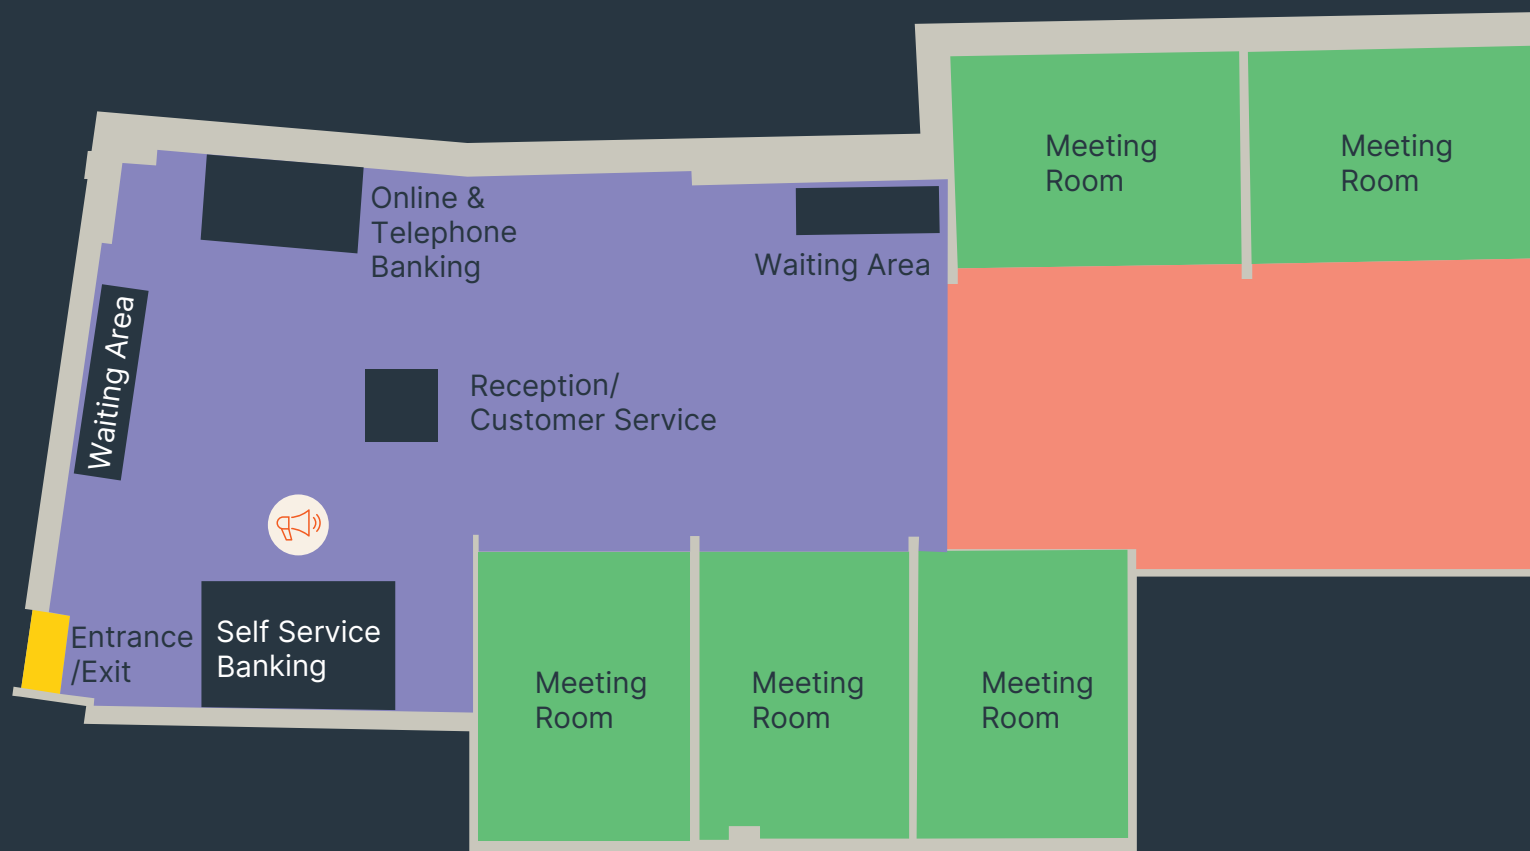 Meeting
Room
Meeting
Room
Online &
Telephone
Banking
Waiting Area
Waiting Area
Reception/
Customer Service
Entrance
/Exit
Self Service
Banking
Meeting
Room
Meeting
Room
Meeting
Room